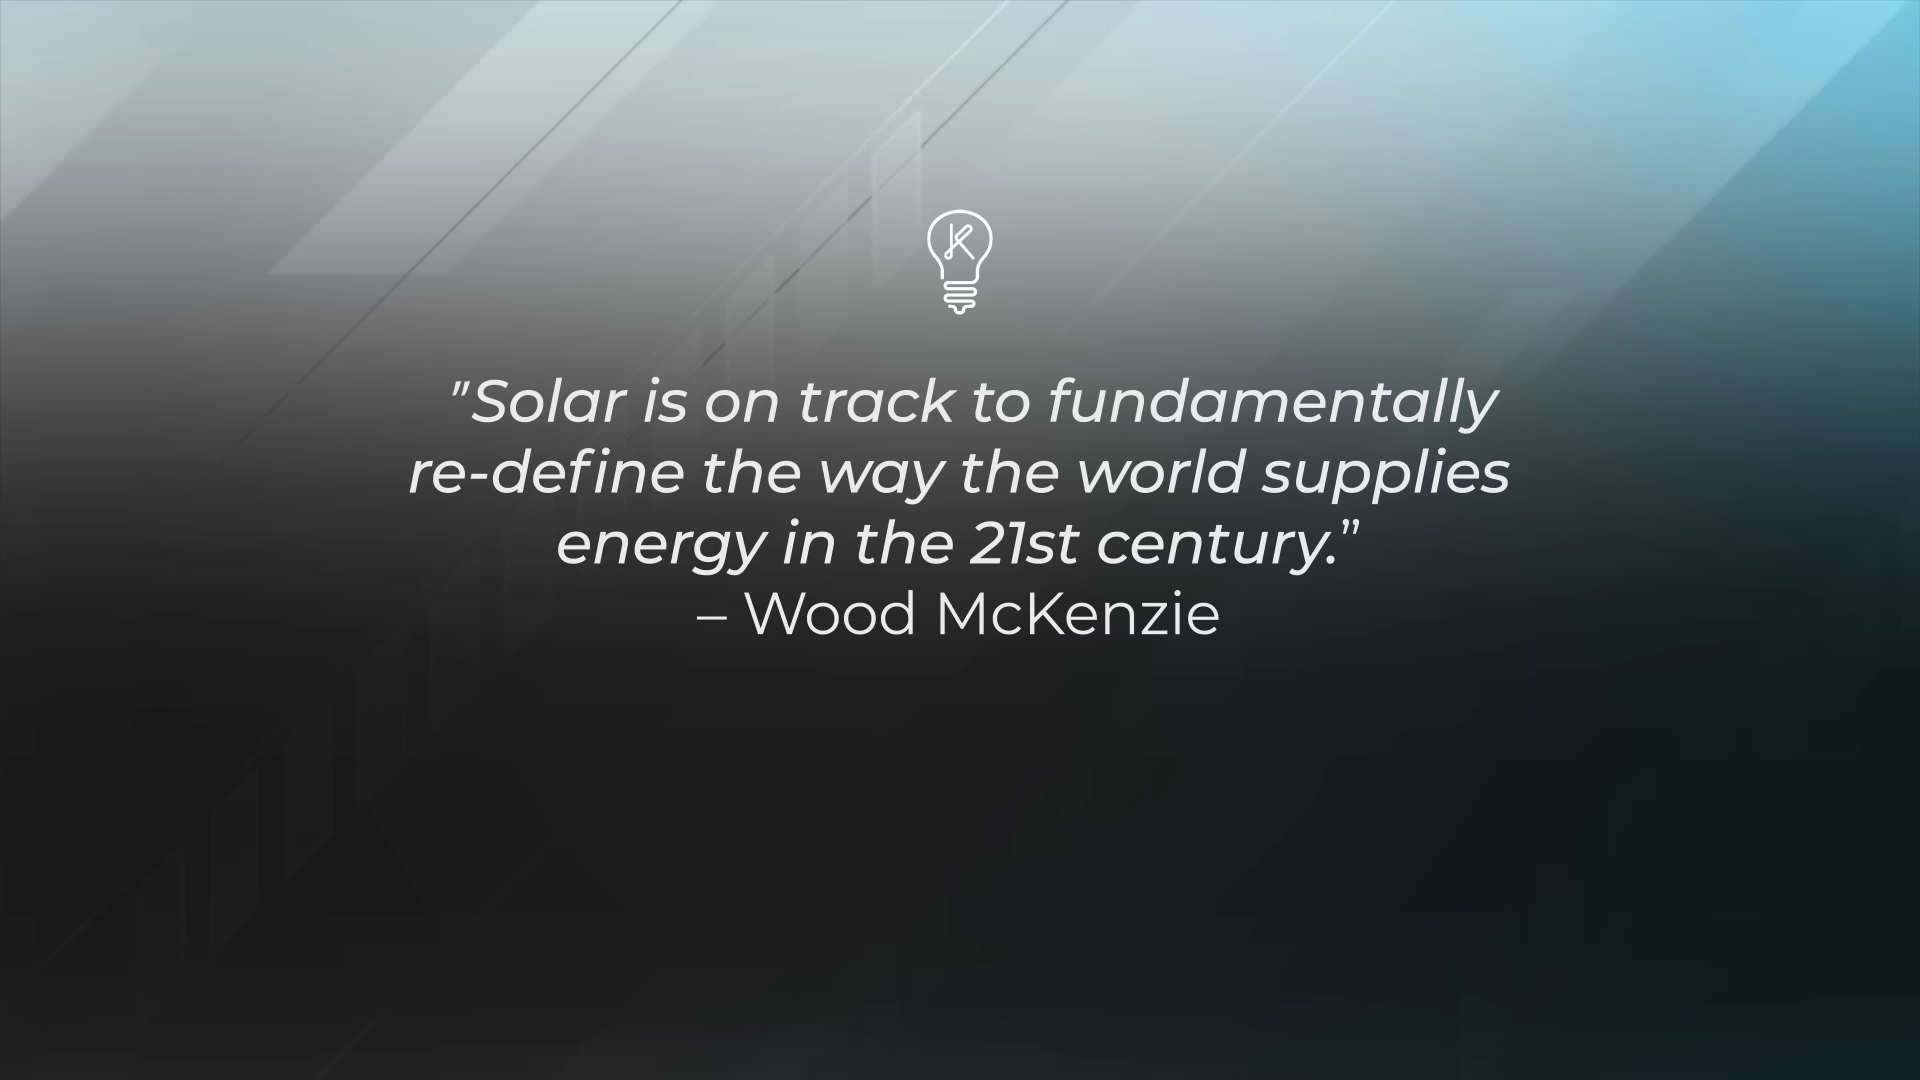 "Solar is on track to fundamentally
re-define the way the world supplies
energy in the 21st century.”
– Wood McKenzie